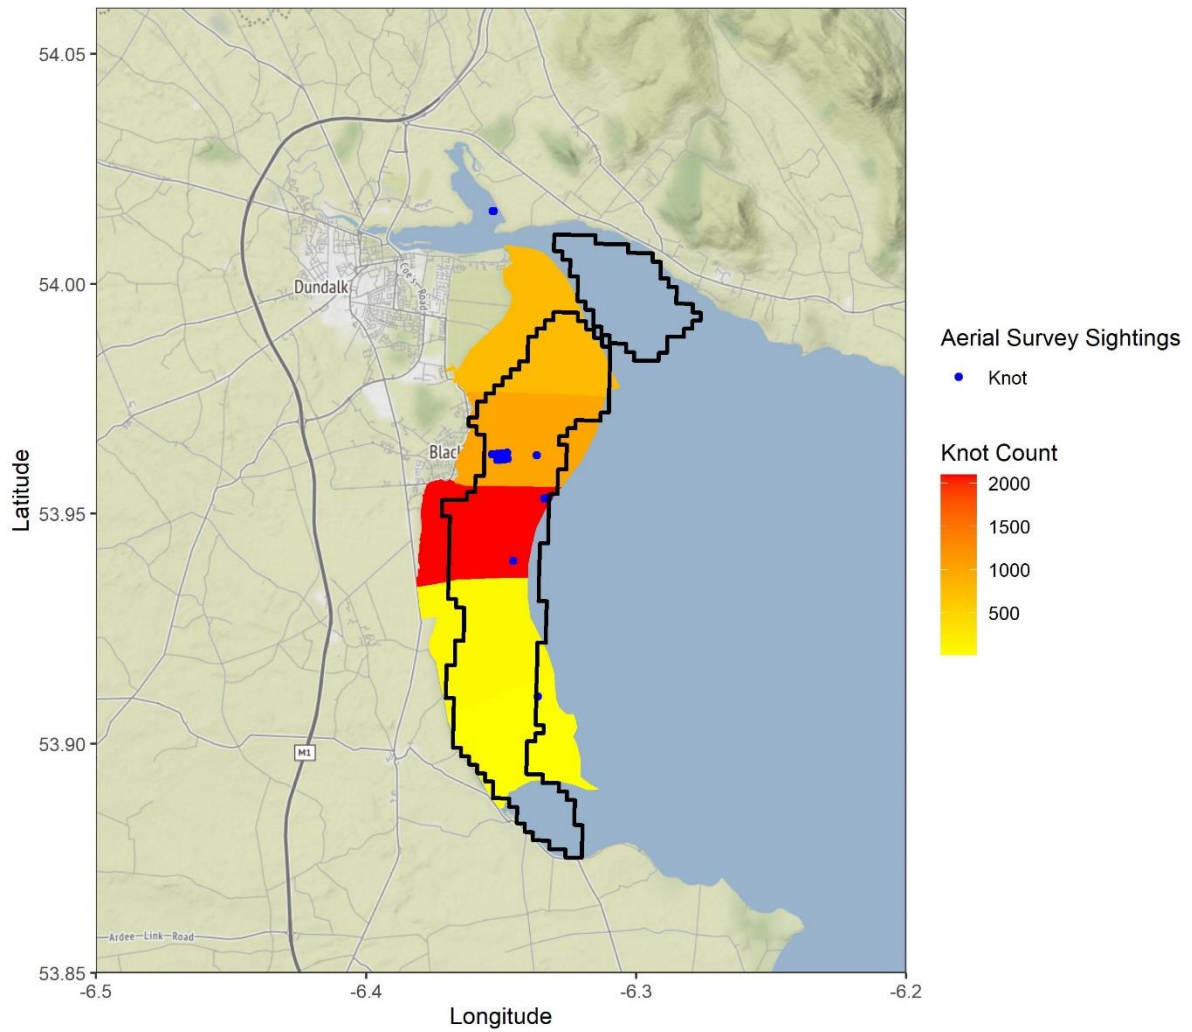 54.05
54.00
53.95
53.90
53.85
Latitude
-6.5
-6.4
-6.3
-6.2
Longitude
Dundalk
Coe's Road
Blac
M1
Ardee Link Road
Aerial Survey Sightings
Knot
Knot Count
2000
1500
1000
500